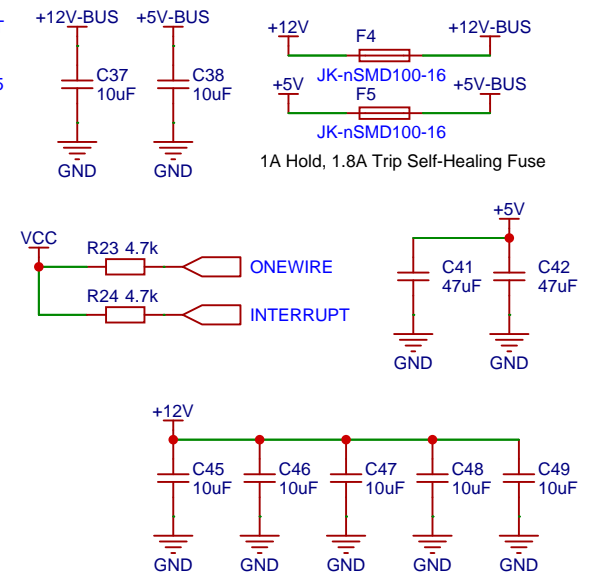 +12V-BUS +5V-BUS
C37
10uF
C38
10uF
GND GND
+12V F4 +12V-BUS
JK-nSMD100-16
+5V F5 +5V-BUS
JK-nSMD100-16
1A Hold, 1.8A Trip Self-Healing Fuse
VCC
R23 4.7k
ONEWIRE
R24 4.7k
INTERRUPT
+5V
C41
47uF
C42
47uF
GND GND
+12V
C45
10uF
C46
10uF
C47
10uF
C48
10uF
C49
10uF
GND GND GND GND GND